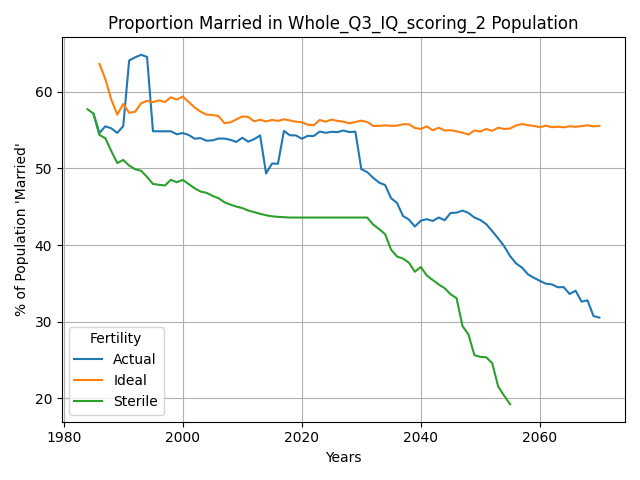 Proportion Married in Whole_Q3_IQ_scoring_2 Population
% of Population 'Married'
60
50
40
30
20
Fertility
Actual
Ideal
Sterile
1980
2000
2020
2040
2060
Years